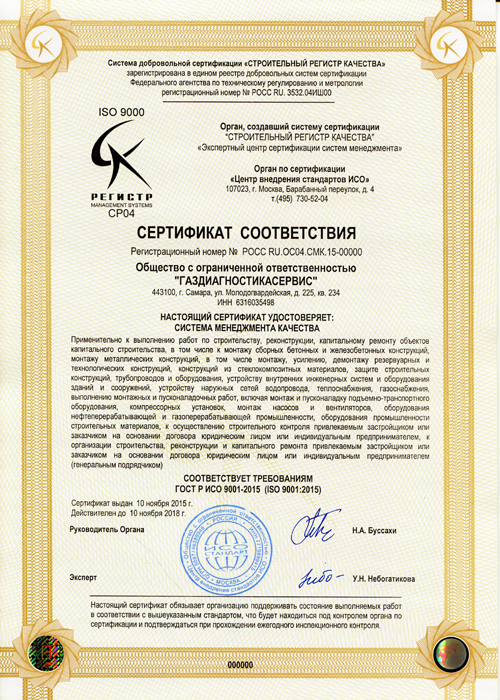 Система добровольной сертификации «СТРОИТЕЛЬНЫЙ РЕГИСТР КАЧЕСТВА»
зарегистрирована в едином реестре добровольных систем сертификации
Федерального агентства по техническому регулированию и метрологии
регистрационный номер № РОСС RU. 3532.04ИШ00
ISO 9000
РЕГИСТР
MANAGEMENT SYSTEMS
СР04
Орган, создавший систему сертификации
"СТРОИТЕЛЬНЫЙ РЕГИСТР КАЧЕСТВА"
«Экспертный центр сертификации систем менеджмента»
Орган по сертификации
«Центр внедрения стандартов ИСО»
107023, г. Москва, Барабанный переулок, д. 4
т.(495) 730-52-04
СЕРТИФИКАТ СООТВЕТСТВИЯ
Регистрационный номер № РОСС RU.ОС04.СМК.15-00000
Общество с ограниченной ответственностью
"ГАЗДИАГНОСТИКАСЕРВИС"
443100, г. Самара, ул. Молодогвардейская, д. 225, кв. 234
ИНН 6316035498
НАСТОЯЩИЙ СЕРТИФИКАТ УДОСТОВЕРЯЕТ:
СИСТЕМА МЕНЕДЖМЕНТА КАЧЕСТВА
Применительно к выполнению работ по строительству, реконструкции, капитальному ремонту объектов
капитального строительства, в том числе к монтажу сборных бетонных и железобетонных конструкций,
монтажу металлических конструкций, в том числе к монтажу, усилению, демонтажу резервуарных и
технологических конструкций, конструкций из стеклокомпозитных материалов, защите строительных
конструкций, трубопроводов и оборудования, устройству внутренних инженерных систем и оборудования
зданий и сооружений, устройству наружных сетей водопровода, теплоснабжения, газоснабжения,
выполнению монтажных и пусконаладочных работ, включая монтаж и пусконаладку подъемно-транспортного
оборудования, компрессорных установок, монтаж насосов и вентиляторов, оборудования
нефтеперерабатывающей и газоперерабатывающей промышленности, оборудования промышленности
строительных материалов, к осуществлению строительного контроля привлекаемым застройщиком или
заказчиком на основании договора юридическим лицом или индивидуальным предпринимателем, к
организации строительства, реконструкции и капитального ремонта привлекаемым застройщиком или
заказчиком на основании договора юридическим лицом или индивидуальным предпринимателем
(генеральным подрядчиком)
СООТВЕТСТВУЕТ ТРЕБОВАНИЯМ
ГОСТ Р ИСО 9001-2015 (ISO 9001:2015)
Сертификат выдан 10 ноября 2015 г.
Действителен до 10 ноября 2018 г.
Руководитель Органа
Н.А. Буссахи
РОССИЯ
ИСО
СТАНДАРТ
МОСКВА
Эксперт
У.Н. Небогатикова
Настоящий сертификат обязывает организацию поддерживать состояние выполняемых работ
в соответствии с вышеуказанным стандартом, что будет находиться под контролем органа по
сертификации и подтверждается при прохождении ежегодного инспекционного контроля.
000000